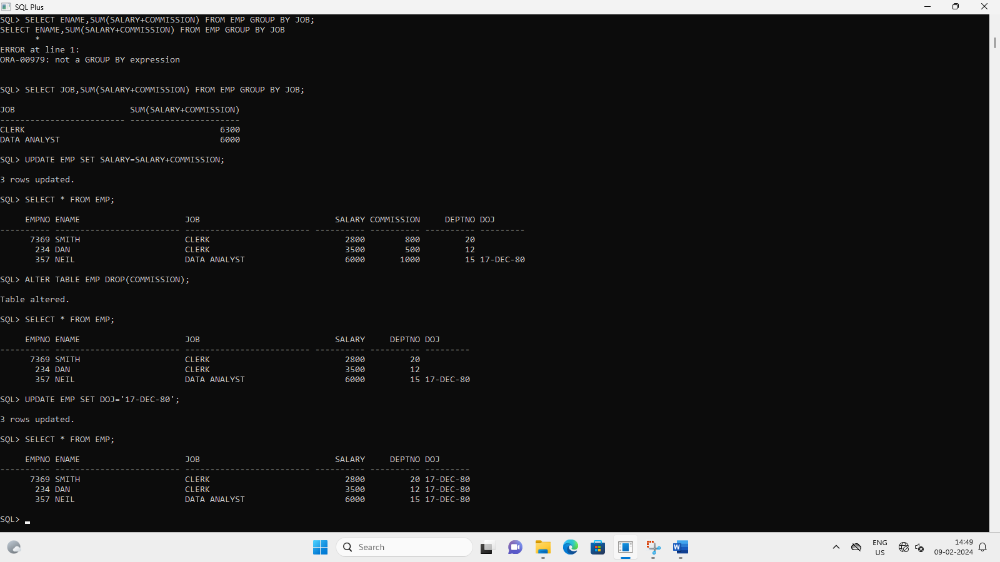 SQL Plus
SQL> SELECT ENAME,SUM(SALARY+COMMISSION) FROM EMP GROUP BY JOB;
SELECT ENAME,SUM(SALARY+COMMISSION) FROM EMP GROUP BY JOB
       *
ERROR at line 1:
ORA-00979: not a GROUP BY expression
SQL> SELECT JOB,SUM(SALARY+COMMISSION) FROM EMP GROUP BY JOB;
JOB                       SUM(SALARY+COMMISSION)
------------------------- ----------------------
CLERK                                       6300
DATA ANALYST                                6000
SQL> UPDATE EMP SET SALARY=SALARY+COMMISSION;
3 rows updated.
SQL> SELECT * FROM EMP;
     EMPNO ENAME                     JOB                           SALARY COMMISSION     DEPTNO DOJ
---------- ------------------------- ------------------------- ---------- ---------- ---------- ---------
      7369 SMITH                     CLERK                           2800        800         20
       234 DAN                       CLERK                           3500        500         12
       357 NEIL                      DATA ANALYST                    6000       1000         15 17-DEC-80
SQL> ALTER TABLE EMP DROP(COMMISSION);
Table altered.
SQL> SELECT * FROM EMP;
     EMPNO ENAME                     JOB                           SALARY     DEPTNO DOJ
---------- ------------------------- ------------------------- ---------- ---------- ---------
      7369 SMITH                     CLERK                           2800         20
       234 DAN                       CLERK                           3500         12
       357 NEIL                      DATA ANALYST                    6000         15 17-DEC-80
SQL> UPDATE EMP SET DOJ='17-DEC-80';
3 rows updated.
SQL> SELECT * FROM EMP;
     EMPNO ENAME                     JOB                           SALARY     DEPTNO DOJ
---------- ------------------------- ------------------------- ---------- ---------- ---------
      7369 SMITH                     CLERK                           2800         20 17-DEC-80
       234 DAN                       CLERK                           3500         12 17-DEC-80
       357 NEIL                      DATA ANALYST                    6000         15 17-DEC-80
SQL>
Search
W
ENG
US
14:49
09-02-2024